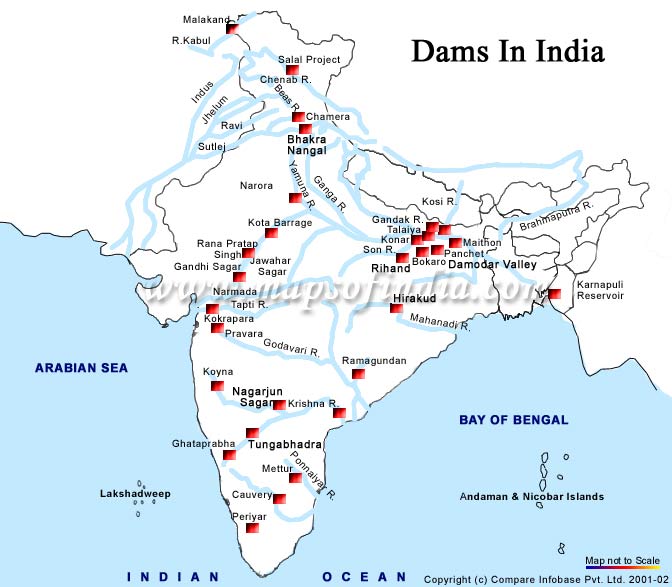 Dams In India
Malakand
R.Kabul
Salal Project
Chenab R.
Indus
Jhelum
Beas R.
Ravi
Chamera
Sutlej
Bhakra
Nangal
Yamuna R.
Ganga R.
Narora
Kosi R.
Brahmaputra R.
Gandak R.
Kota Barrage
Talaiya
Konar
Maithon
Rana Pratap
Singh
Son R.
Panchet
Jawahar
Sagar
Bokaro
Damodar Valley
Gandhi Sagar
Rihand
Narmada
www.mapsofindia.com
Karnapuli
Reservoir
Tapti R.
Hirakud
Kokrapara
Mahanadi R.
Pravara
Godavari R.
ARABIAN SEA
Ramagundan
Koyna
Nagarjun
Sagar
Krishna R.
BAY OF BENGAL
Ghataprabha
Tungabhadra
Mettur
Ponnaiyar R.
Lakshadweep
Cauvery
Andaman & Nicobar Islands
Periyar
Map not to Scale
INDIAN OCEAN
Copyright (c) Compare Infobase Pvt. Ltd. 2001-02